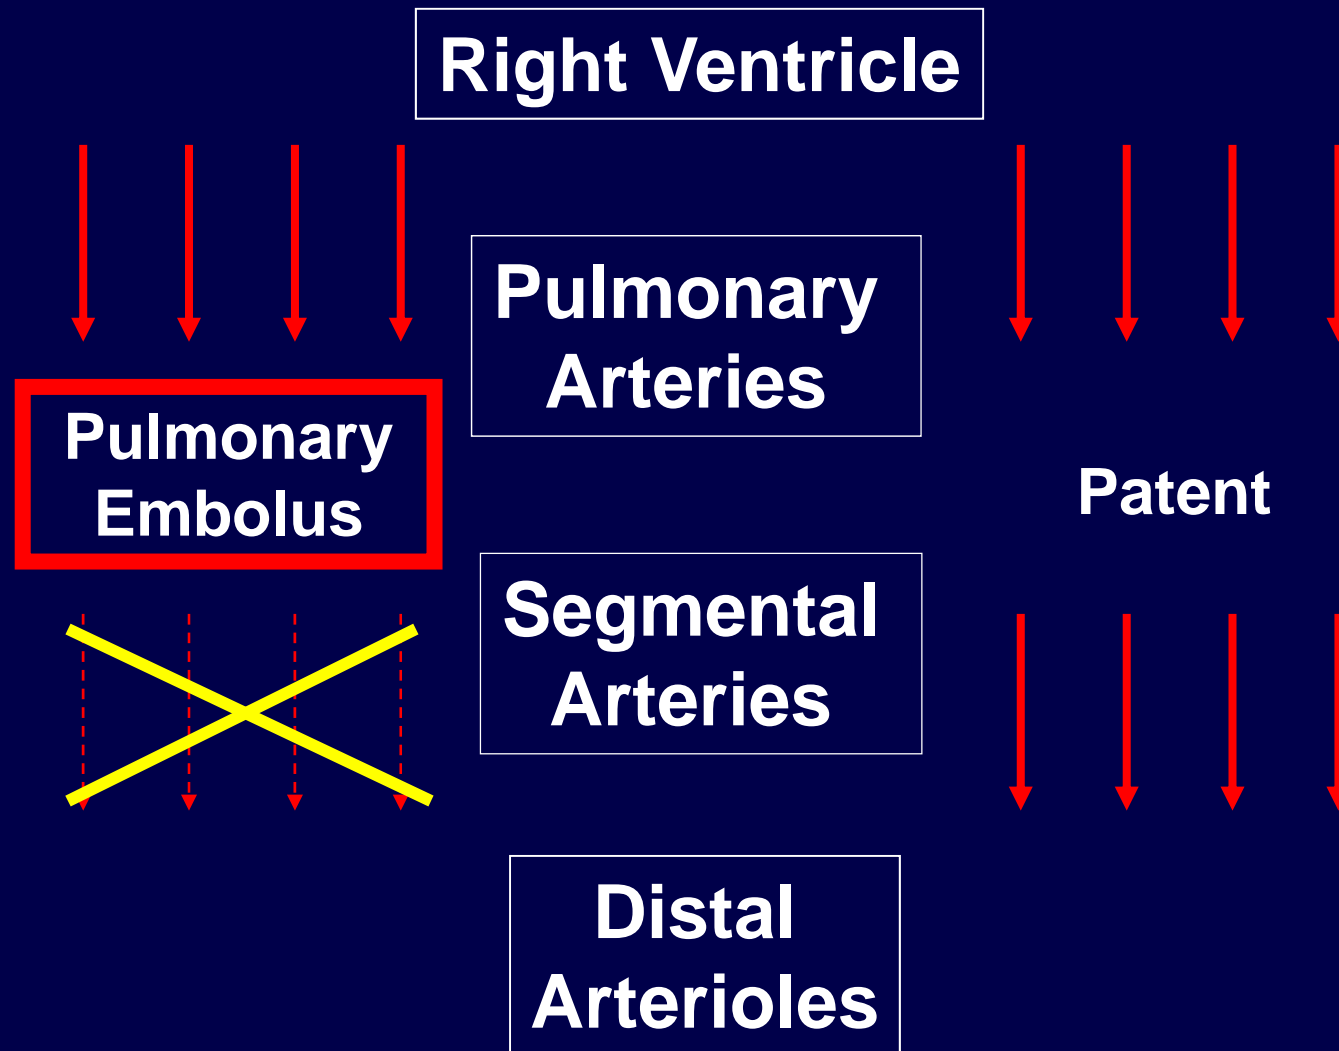 Right Ventricle
Pulmonary
Arteries
Pulmonary
Embolus
Patent
Segmental
Arteries
Distal
Arterioles